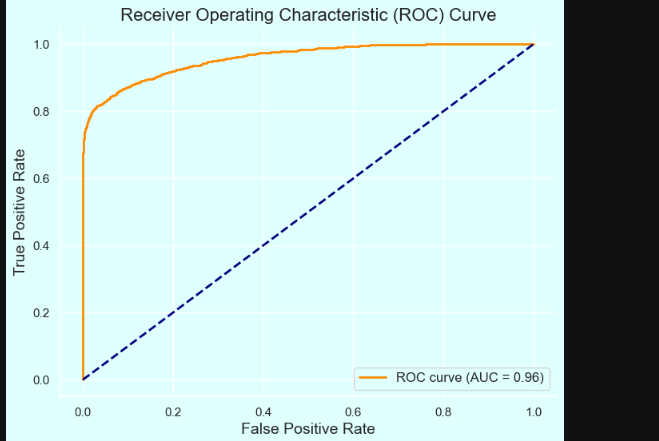 Receiver Operating Characteristic (ROC) Curve
1.0
0.8
0.6
0.4
0.2
0.0
True Positive Rate
ROC curve (AUC = 0.96)
0.0 0.2 0.4 0.6 0.8 1.0
False Positive Rate